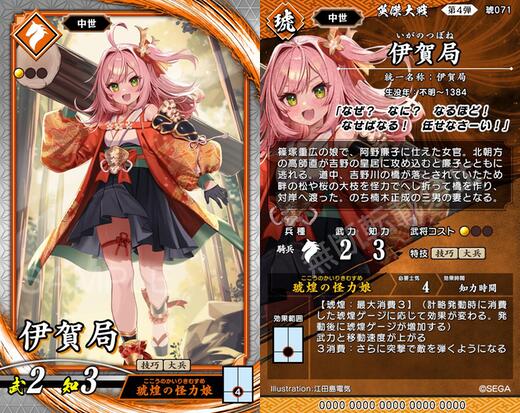 中世
伊賀局
技巧 大兵
武2 知3
こころのかいりきむすめ
琥煌の怪力娘
4
琥
中世
英傑大戦
第4弾
琥071
いがのつぼね
伊賀局
統一名称：伊賀局
生没年：不明～1384
「なぜ？ なに？ なるほど！
なせばなる！ 任せなさーい！」
篠塚重広の娘で、阿野廉子に仕えた女官。北朝方
の高師直が吉野の皇居に攻め込むと廉子とともに
逃れる。道中、吉野川の橋が落とされていたため
畔の松や桜の大枝を怪力でへし折って橋を作り、
対岸へ渡った。のち楠木正成の三男の妻となる。
兵種 武力 知力 武将コスト
騎兵 2 3 特技 技巧 大兵
こころのかいりきむすめ 必要士気 効果時間
琥煌の怪力娘 4 知力時間
効果範囲
【琥煌：最大消費３】（計略発動時に消費
した琥煌ゲージに応じて効果が変わる。発
動後に琥煌ゲージが増加する）
武力と移動速度が上がる
３消費：さらに突撃で敵を弾くようになる
Illustration:江田島電気
©SEGA
0000 0000 0000 0000 0000